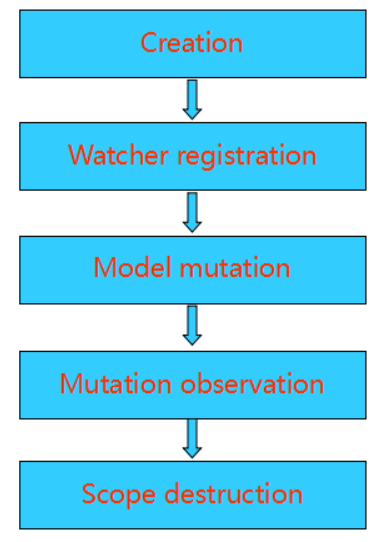 Creation
Watcher registration
Model mutation
Mutation observation
Scope destruction